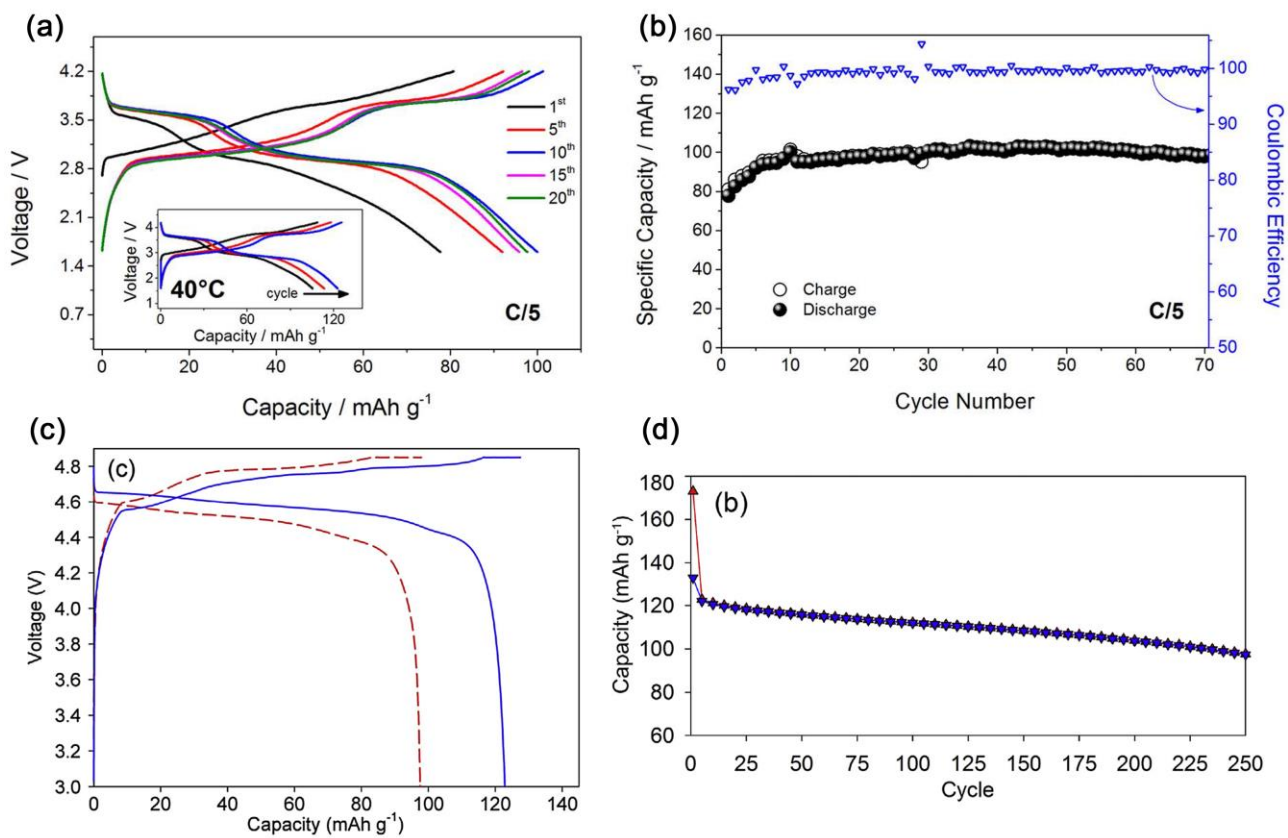 (a)
4.2
3.5
2.8
2.1
1.4
0.7
Voltage / V
1st
5th
10th
15th
20th
Voltage / V
4
3
2
1
40°C
cycle
0 60 120
Capacity / mAh g-1
C/5
0 20 40 60 80 100
Capacity / mAh g-1
(b)
160
140
120
100
80
60
40
20
0
Specific Capacity / mAh g-1
Charge
Discharge
C/5
100
90
80
70
60
50
Coulombic Efficiency
0 10 20 30 40 50 60 70
Cycle Number
(c)
(c)
4.8
4.6
4.4
4.2
4.0
3.8
3.6
3.4
3.2
3.0
Voltage (V)
0 20 40 60 80 100 120 140
Capacity (mAh g-1)
(d)
(b)
180
160
140
120
100
80
60
Capacity (mAh g-1)
0 25 50 75 100 125 150 175 200 225 250
Cycle